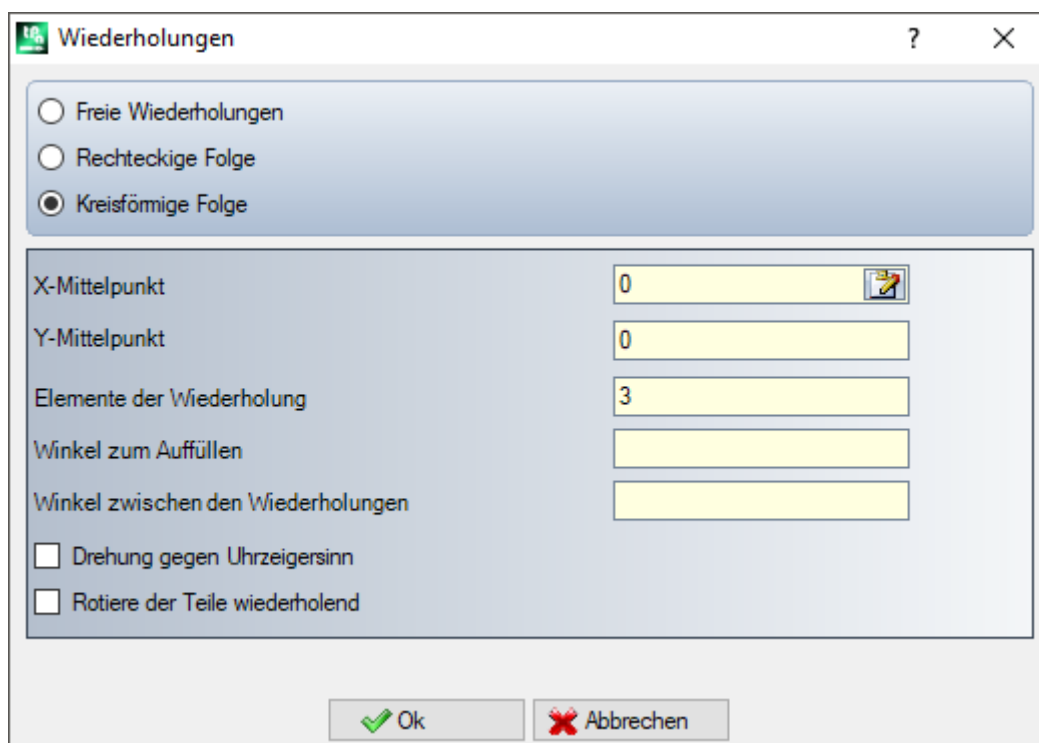 Wiederholungen ?
Freie Wiederholungen
Rechteckige Folge
Kreisförmige Folge
X-Mittelpunkt 0
Y-Mittelpunkt 0
Elemente der Wiederholung 3
Winkel zum Auffüllen
Winkel zwischen den Wiederholungen
Drehung gegen Uhrzeigersinn
Rotiere der Teile wiederholend
Ok Abbrechen